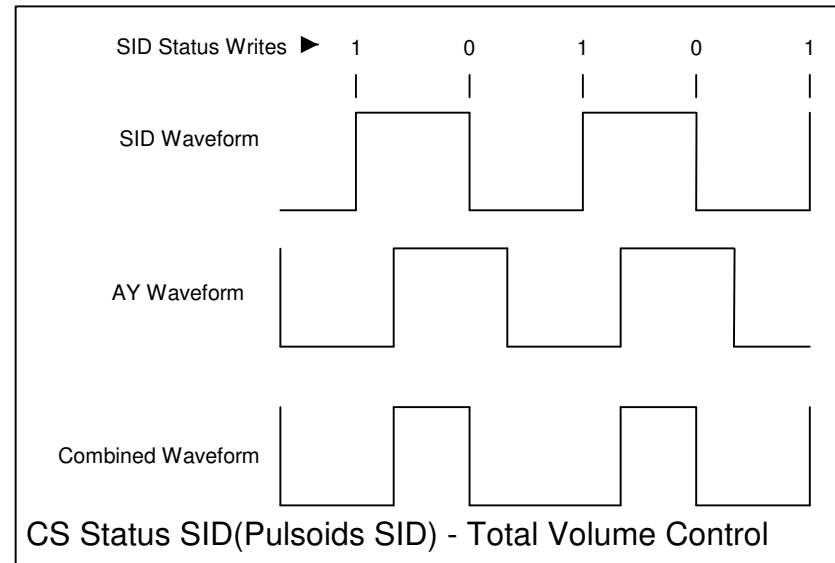 SID Status Writes ► 1 0 1 0 1
SID Waveform
AY Waveform
Combined Waveform
CS Status SID(Pulsoids SID) - Total Volume Control